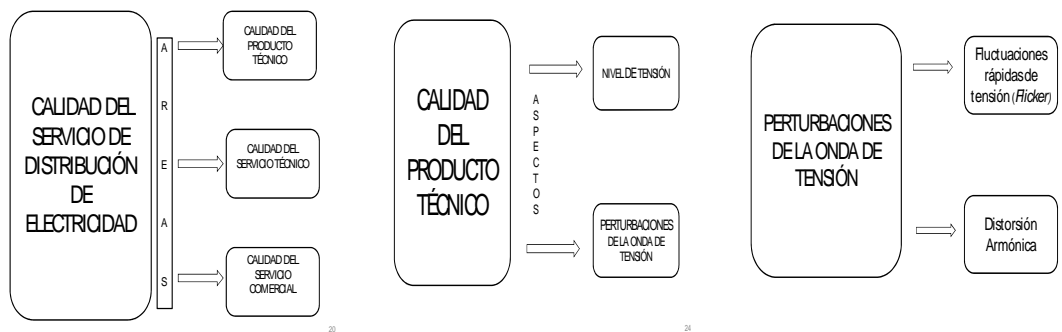 CALIDAD DEL
SERVICIO DE
DISTRIBUCIÓN
DE
ELECTRICIDAD
A
R
E
A
S
CALIDAD DEL
PRODUCTO
TÉCNICO
CALIDAD DEL
SERVICIO TÉCNICO
CALIDAD DEL
SERVICIO
COMERCIAL
20
CALIDAD
DEL
PRODUCTO
TÉCNICO
A
S
P
E
C
T
O
S
NIVEL DE TENSIÓN
PERTURBACIONES
DE LA ONDA DE
TENSIÓN
24
PERTURBACIONES
DE LA ONDA DE
TENSIÓN
Fluctuaciones
rápidas de
tensión (Flicker)
Distorsión
Armónica